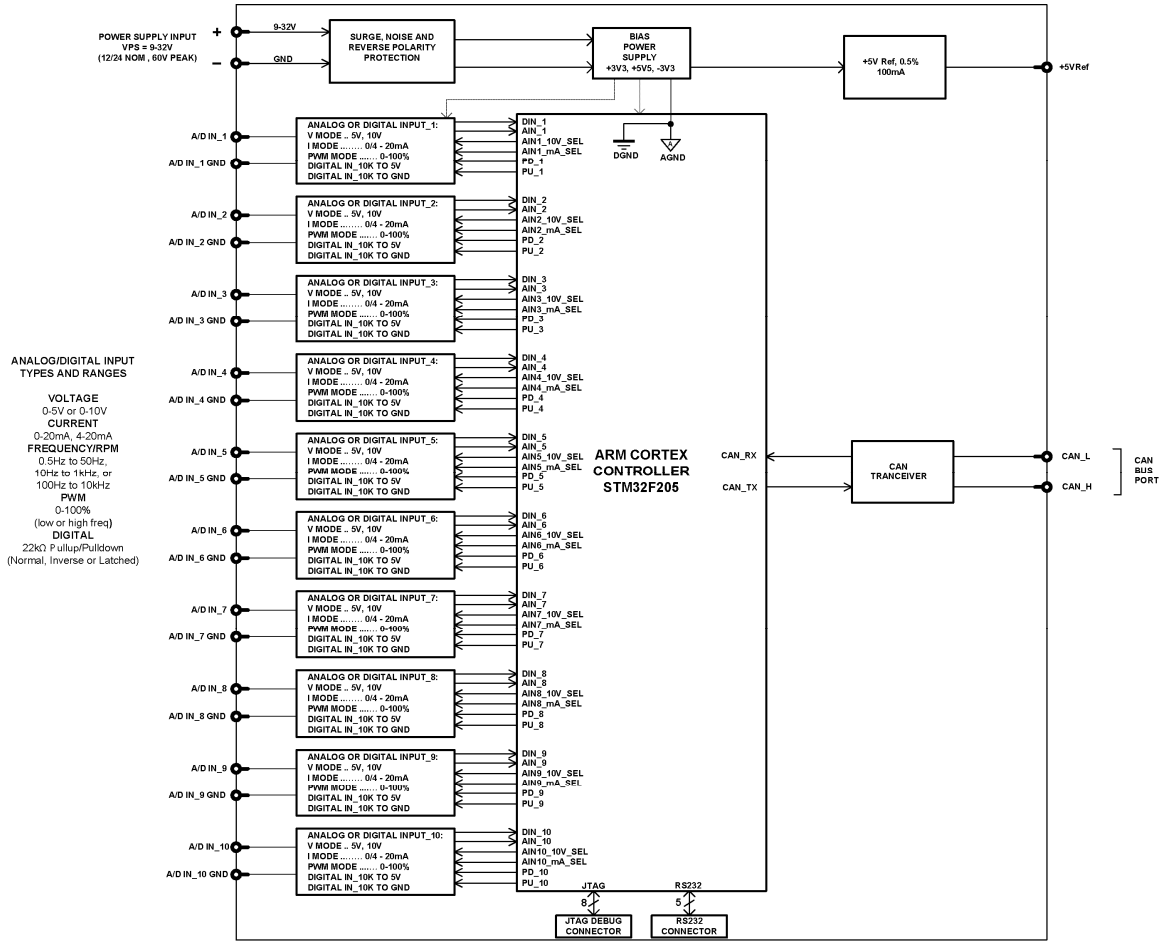 POWER SUPPLY INPUT
VPS = 9-32V
(12/24 NOM , 60V PEAK)
+
−
9-32V
GND
SURGE, NOISE AND
REVERSE POLARITY
PROTECTION
BIAS
POWER
SUPPLY
+3V3, +5V5, -3V3
+5V Ref, 0.5%
100mA
+5VRef
DGND
A
AGND
A/D IN_1
A/D IN_1 GND
ANALOG OR DIGITAL INPUT_1:
V MODE .. 5V, 10V
I MODE ........ 0/4 - 20mA
PWM MODE ....... 0-100%
DIGITAL IN_10K TO 5V
DIGITAL IN_10K TO GND
DIN_1
AIN_1
AIN1_10V_SEL
AIN1_mA_SEL
PD_1
PU_1
A/D IN_2
A/D IN_2 GND
ANALOG OR DIGITAL INPUT_2:
V MODE .. 5V, 10V
I MODE ........ 0/4 - 20mA
PWM MODE ....... 0-100%
DIGITAL IN_10K TO 5V
DIGITAL IN_10K TO GND
DIN_2
AIN_2
AIN2_10V_SEL
AIN2_mA_SEL
PD_2
PU_2
A/D IN_3
A/D IN_3 GND
ANALOG OR DIGITAL INPUT_3:
V MODE .. 5V, 10V
I MODE ........ 0/4 - 20mA
PWM MODE ....... 0-100%
DIGITAL IN_10K TO 5V
DIGITAL IN_10K TO GND
DIN_3
AIN_3
AIN3_10V_SEL
AIN3_mA_SEL
PD_3
PU_3
ANALOG/DIGITAL INPUT
TYPES AND RANGES
VOLTAGE
0-5V or 0-10V
CURRENT
0-20mA, 4-20mA
FREQUENCY/RPM
0.5Hz to 50Hz,
10Hz to 1kHz, or
100Hz to 10kHz
PWM
0-100%
(low or high freq)
DIGITAL
22kΩ Pullup/Pulldown
(Normal, Inverse or Latched)
A/D IN_4
A/D IN_4 GND
ANALOG OR DIGITAL INPUT_4:
V MODE .. 5V, 10V
I MODE ........ 0/4 - 20mA
PWM MODE ....... 0-100%
DIGITAL IN_10K TO 5V
DIGITAL IN_10K TO GND
DIN_4
AIN_4
AIN4_10V_SEL
AIN4_mA_SEL
PD_4
PU_4
A/D IN_5
A/D IN_5 GND
ANALOG OR DIGITAL INPUT_5:
V MODE .. 5V, 10V
I MODE ........ 0/4 - 20mA
PWM MODE ....... 0-100%
DIGITAL IN_10K TO 5V
DIGITAL IN_10K TO GND
DIN_5
AIN_5
AIN5_10V_SEL
AIN5_mA_SEL
PD_5
PU_5
ARM CORTEX
CONTROLLER
STM32F205
CAN_RX
CAN_TX
CAN
TRANCEIVER
CAN_L
CAN_H
CAN
BUS
PORT
A/D IN_6
A/D IN_6 GND
ANALOG OR DIGITAL INPUT_6:
V MODE .. 5V, 10V
I MODE ........ 0/4 - 20mA
PWM MODE ....... 0-100%
DIGITAL IN_10K TO 5V
DIGITAL IN_10K TO GND
DIN_6
AIN_6
AIN6_10V_SEL
AIN6_mA_SEL
PD_6
PU_6
A/D IN_7
A/D IN_7 GND
ANALOG OR DIGITAL INPUT_7:
V MODE .. 5V, 10V
I MODE ........ 0/4 - 20mA
PWM MODE ....... 0-100%
DIGITAL IN_10K TO 5V
DIGITAL IN_10K TO GND
DIN_7
AIN_7
AIN7_10V_SEL
AIN7_mA_SEL
PD_7
PU_7
A/D IN_8
A/D IN_8 GND
ANALOG OR DIGITAL INPUT_8:
V MODE .. 5V, 10V
I MODE ........ 0/4 - 20mA
PWM MODE ....... 0-100%
DIGITAL IN_10K TO 5V
DIGITAL IN_10K TO GND
DIN_8
AIN_8
AIN8_10V_SEL
AIN8_mA_SEL
PD_8
PU_8
A/D IN_9
A/D IN_9 GND
ANALOG OR DIGITAL INPUT_9:
V MODE .. 5V, 10V
I MODE ........ 0/4 - 20mA
PWM MODE ....... 0-100%
DIGITAL IN_10K TO 5V
DIGITAL IN_10K TO GND
DIN_9
AIN_9
AIN9_10V_SEL
AIN9_mA_SEL
PD_9
PU_9
A/D IN_10
A/D IN_10 GND
ANALOG OR DIGITAL INPUT_10:
V MODE .. 5V, 10V
I MODE ........ 0/4 - 20mA
PWM MODE ....... 0-100%
DIGITAL IN_10K TO 5V
DIGITAL IN_10K TO GND
DIN_10
AIN_10
AIN10_10V_SEL
AIN10_mA_SEL
PD_10
PU_10
JTAG
RS232
8
5
JTAG DEBUG
CONNECTOR
RS232
CONNECTOR